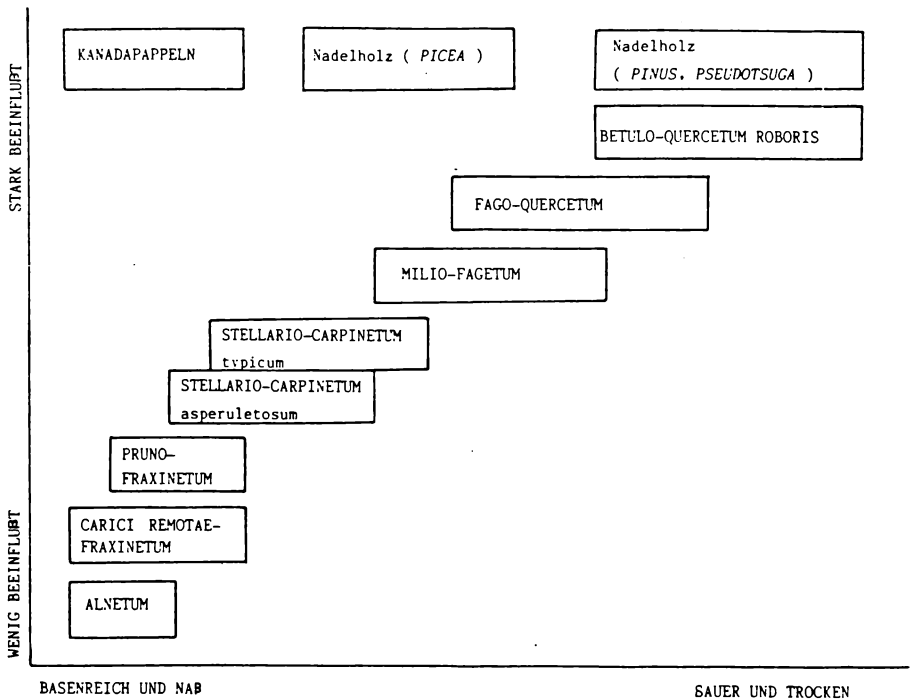 KANADAPAPPELN
Nadelholz ( PICEA )
Nadelholz
( PINUS, PSEUDOTSUGA )
BETULO-QUERCETUM ROBORIS
FAGO-QUERCETUM
MILIO-FAGETUM
STELLARIO-CARPINETUM
typicum
STELLARIO-CARPINETUM
asperuletosum
PRUNO-
FRAXINETUM
CARICI REMOTAE-
FRAXINETUM
ALNETUM
STARK BEEINFLUßT
WENIG BEEINFLUßT
BASENREICH UND NAß
SAUER UND TROCKEN